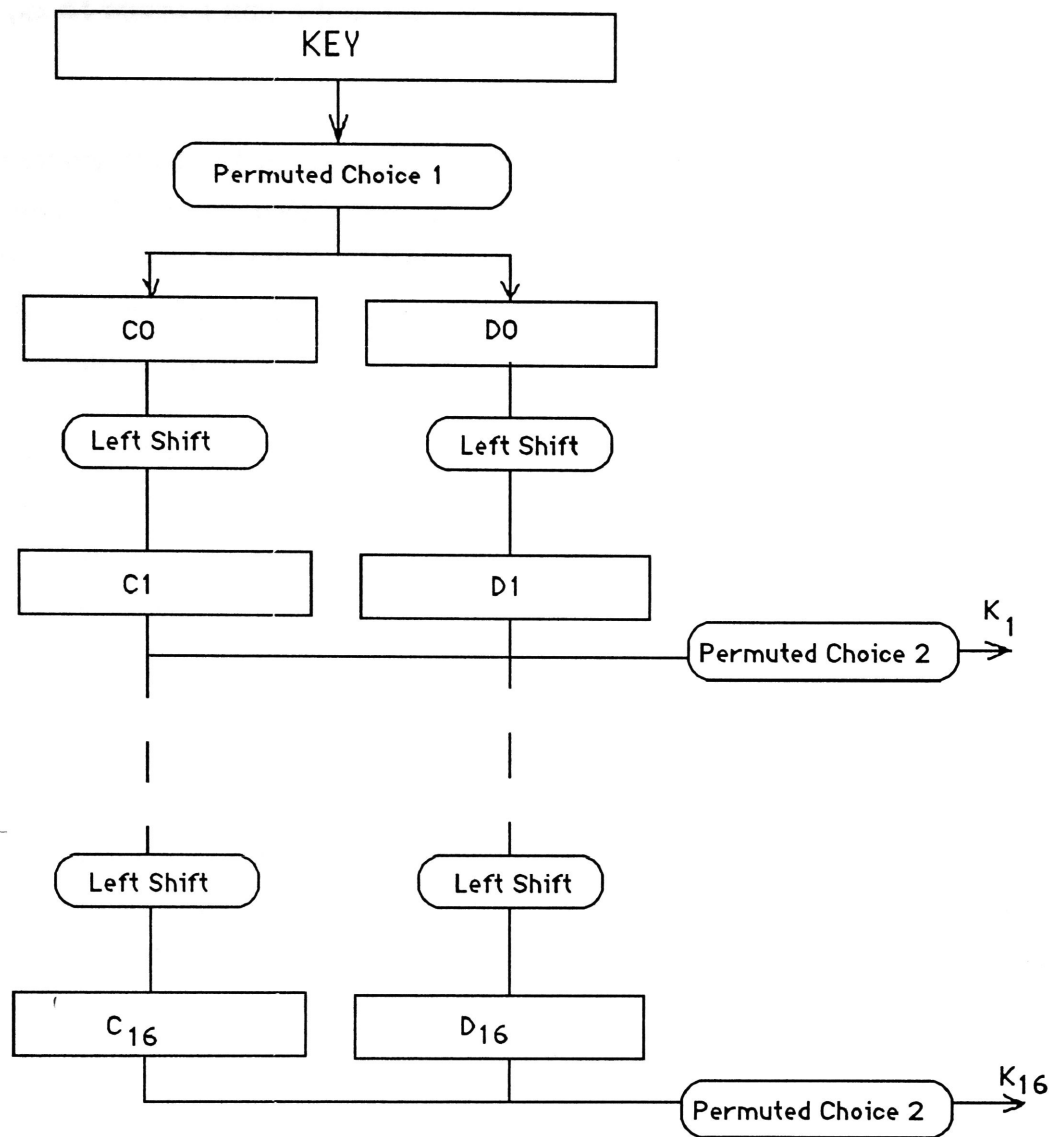 KEY
Permuted Choice 1
C0 D0
Left Shift Left Shift
C1 D1
K1
Permuted Choice 2
Left Shift Left Shift
C16 D16
K16
Permuted Choice 2